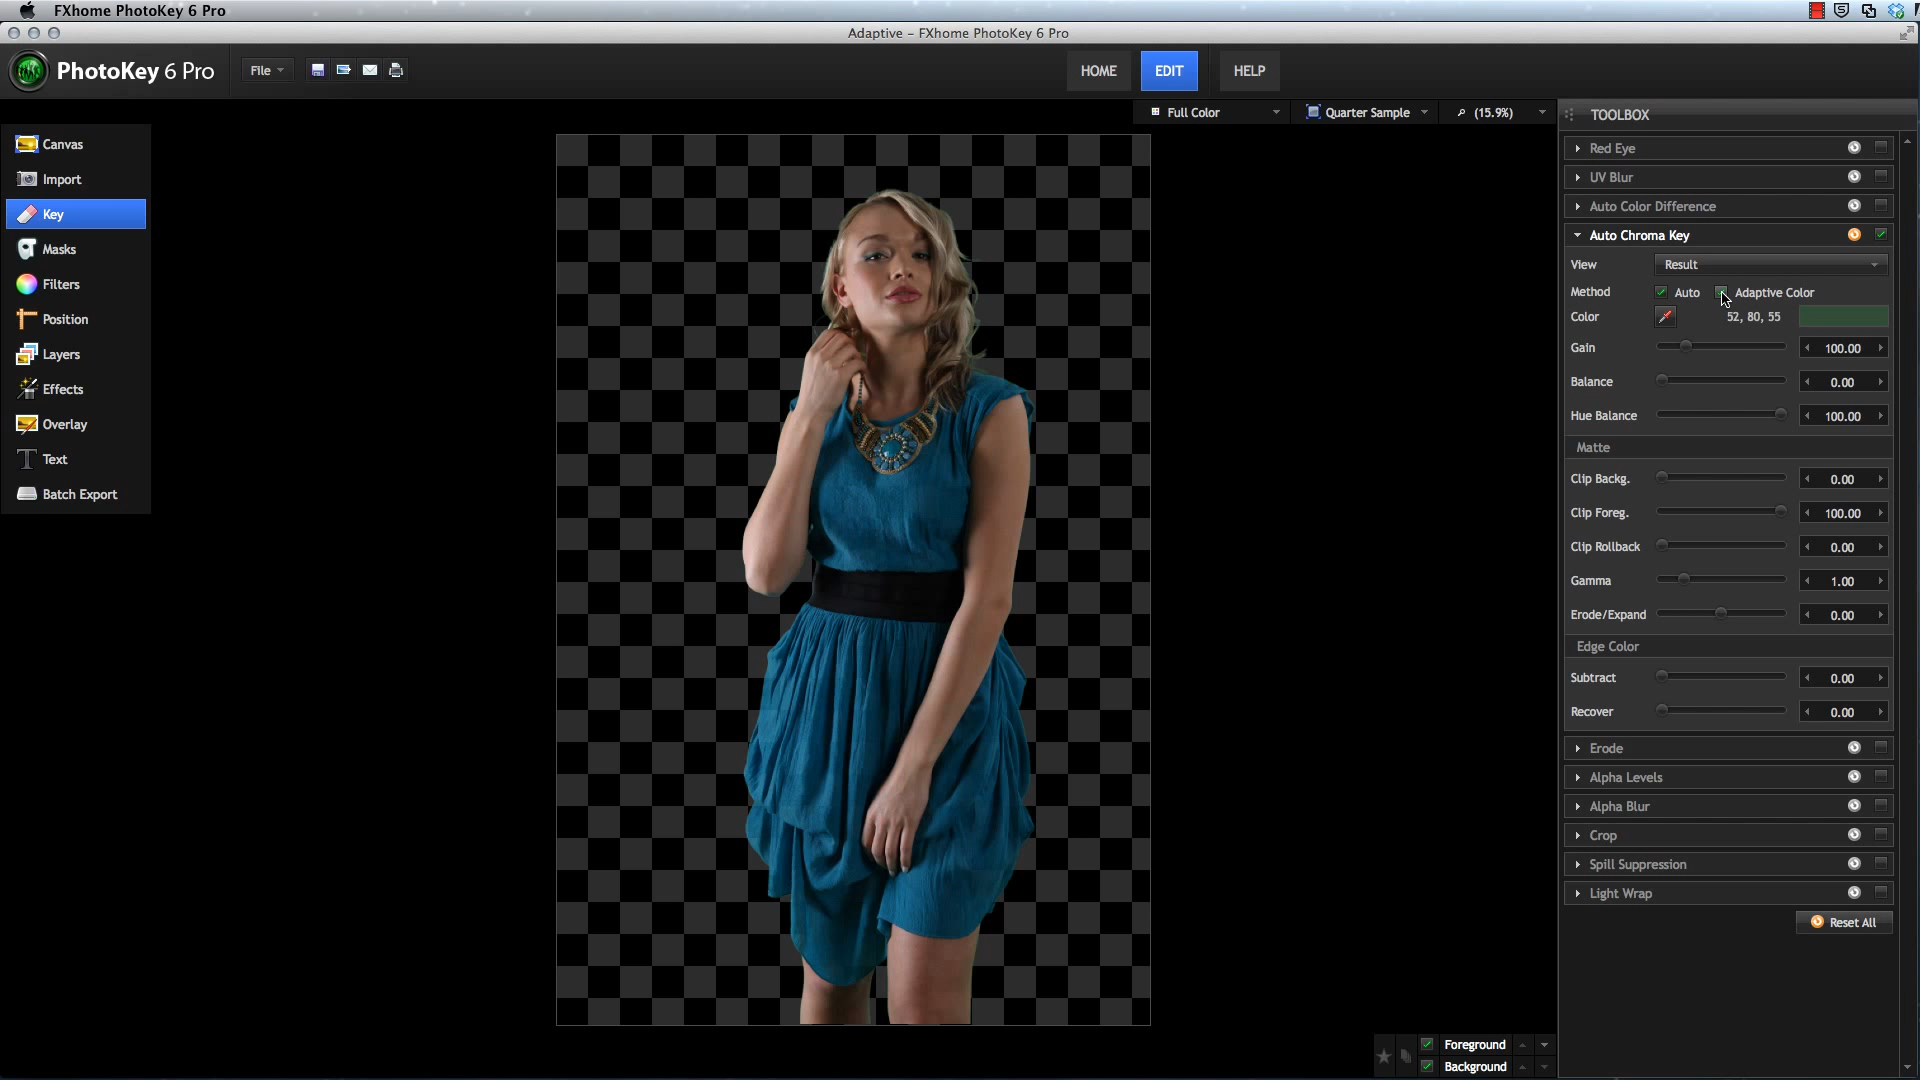 FXhome PhotoKey 6 Pro
Adaptive – FXhome PhotoKey 6 Pro
PhotoKey 6 Pro
File
HOME
EDIT
HELP
Full Color
Quarter Sample
(15.9%)
TOOLBOX
Canvas
Import
Key
Masks
Filters
Position
Layers
Effects
Overlay
Text
Batch Export
Red Eye
UV Blur
Auto Color Difference
Auto Chroma Key
View Result
Method Auto Adaptive Color
Color 52, 80, 55
Gain 100.00
Balance 0.00
Hue Balance 100.00
Matte
Clip Backg. 0.00
Clip Foreg. 100.00
Clip Rollback 0.00
Gamma 1.00
Erode/Expand 0.00
Edge Color
Subtract 0.00
Recover 0.00
Erode
Alpha Levels
Alpha Blur
Crop
Spill Suppression
Light Wrap
Reset All
Foreground
Background